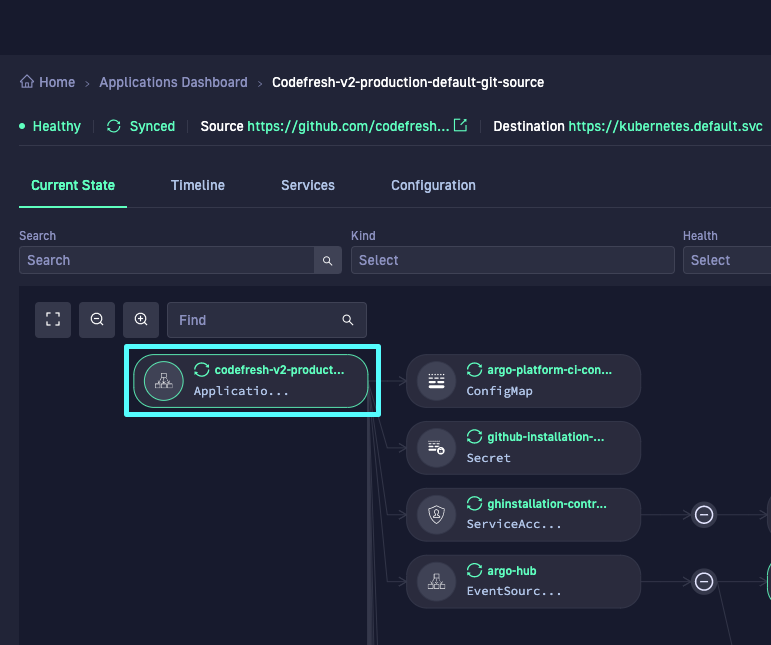 Home > Applications Dashboard > Codefresh-v2-production-default-git-source
Healthy Synced Source https://github.com/codefresh... Destination https://kubernetes.default.svc
Current State Timeline Services Configuration
Search Kind Health
Search Select Select
Find
codefresh-v2-product...
Applicatio...
argo-platform-ci-con...
ConfigMap
github-installation-...
Secret
ghinstallation-contr...
ServiceAcc...
argo-hub
EventSourc...